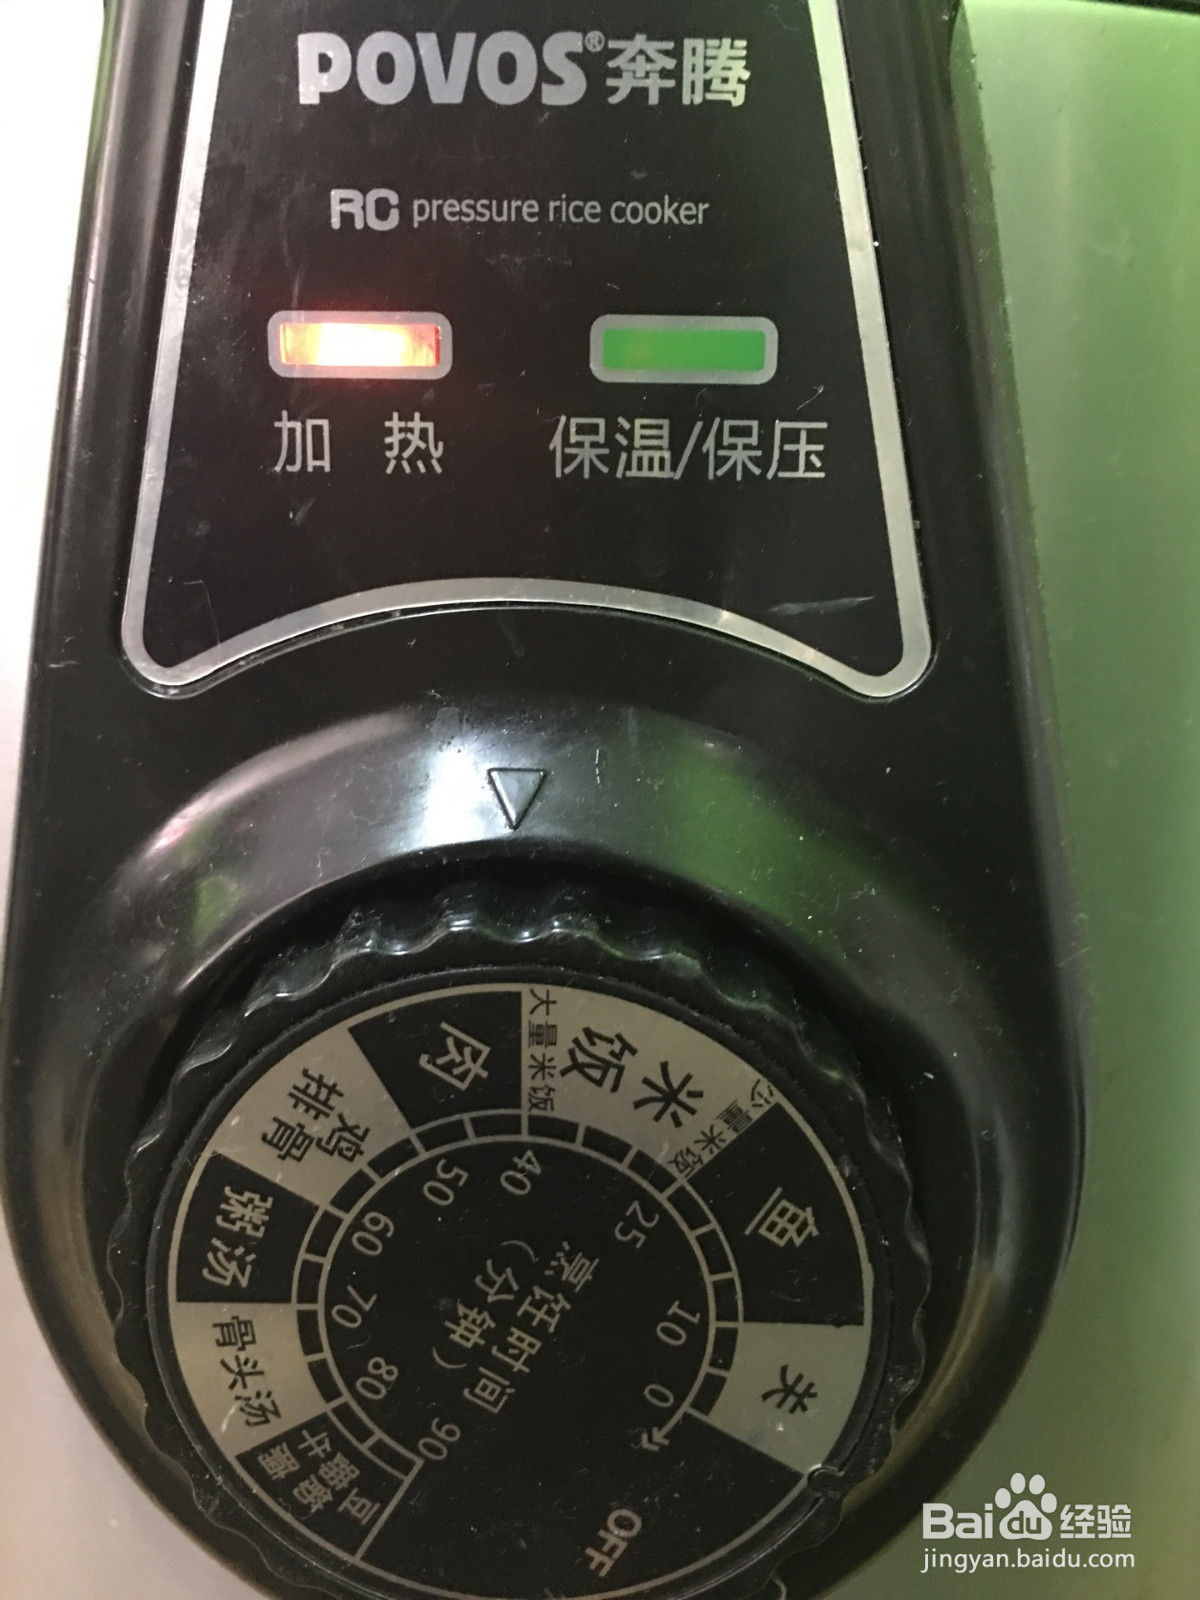 POVOS®奔腾
RC pressure rice cooker
加 热
保温/保压
大量米饭
米饭
少量米饭
肉
鸡
排骨
鱼
粥汤
骨头汤
关
豆
牛
0
10
25
40
50
60
70
80
90
烹饪时间
（分钟）
OFF
Baidu经验
jingyan.baidu.com